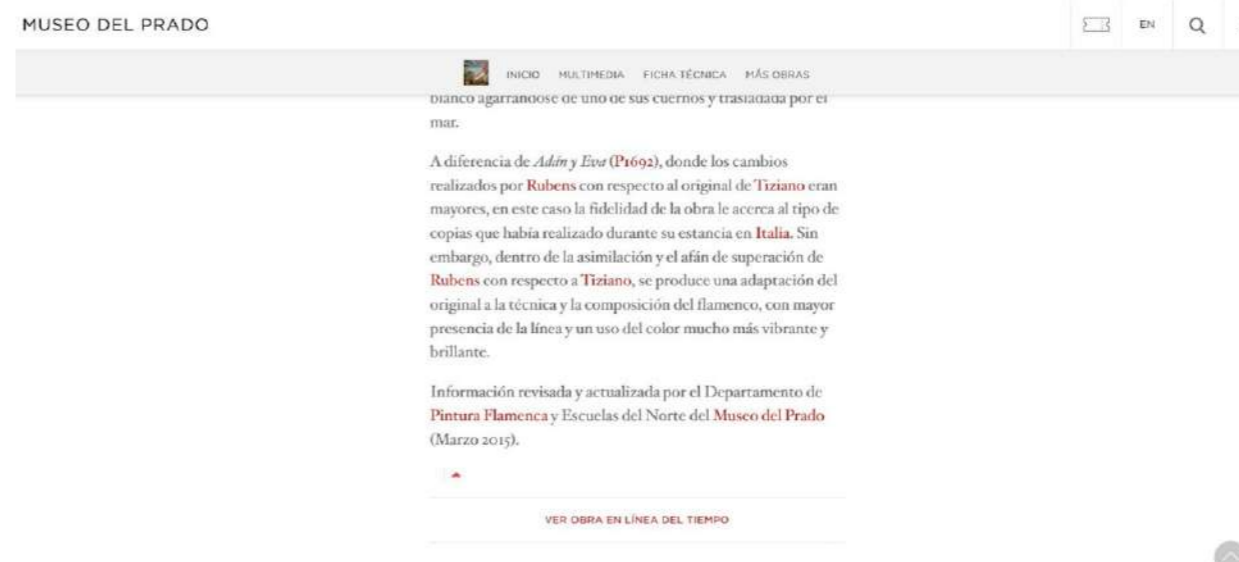 MUSEO DEL PRADO
EN
INICIO MULTIMEDIA FICHA TÉCNICA MÁS OBRAS
blanco agarrándose de uno de sus cuernos y trasladada por el
mar.
A diferencia de Adán y Eva (P1692), donde los cambios
realizados por Rubens con respecto al original de Tiziano eran
mayores, en este caso la fidelidad de la obra le acerca al tipo de
copias que había realizado durante su estancia en Italia. Sin
embargo, dentro de la asimilación y el afán de superación de
Rubens con respecto a Tiziano, se produce una adaptación del
original a la técnica y la composición del flamenco, con mayor
presencia de la línea y un uso del color mucho más vibrante y
brillante.
Información revisada y actualizada por el Departamento de
Pintura Flamenca y Escuelas del Norte del Museo del Prado
(Marzo 2015).
VER OBRA EN LÍNEA DEL TIEMPO